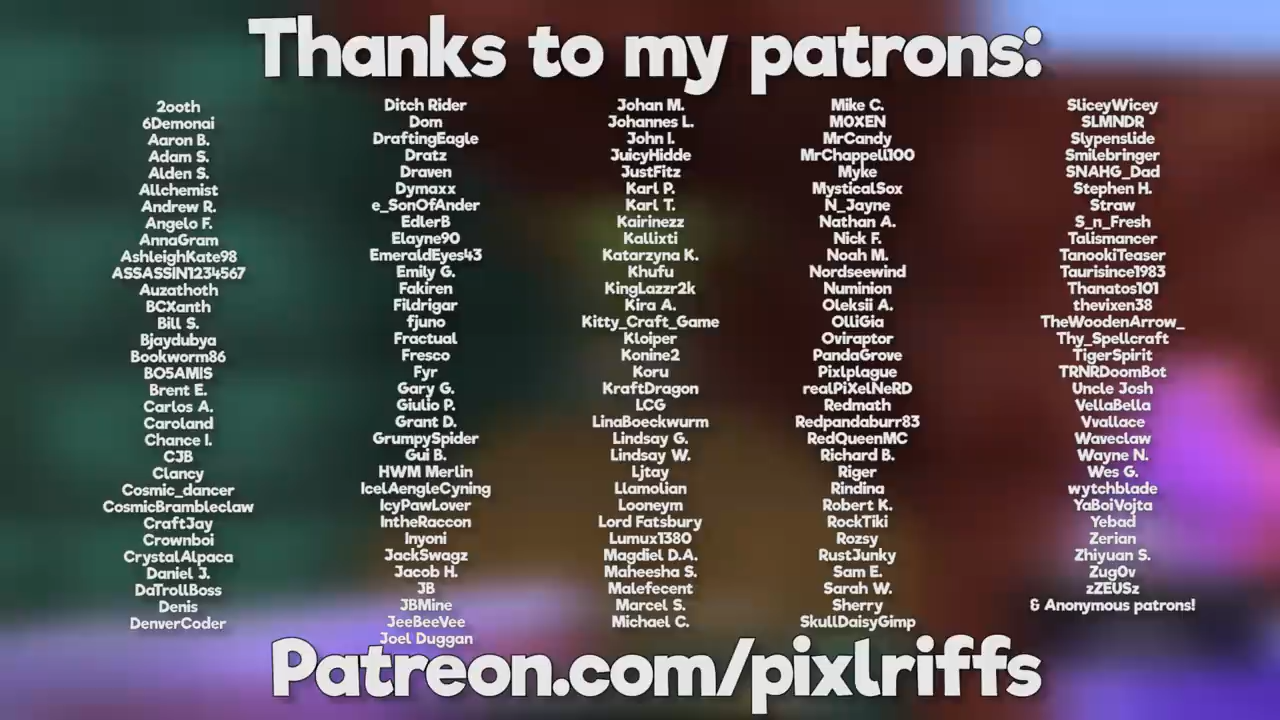 Thanks to my patrons:
2ooth
6Demonai
Aaron B.
Adam S.
Alden S.
Allchemist
Andrew R.
Angelo F.
AnnaGram
AshleighKate98
ASSASSIN1234567
Auzathoth
BCXanth
Bill S.
Bjaydubya
Bookworm86
BO5AMIS
Brent E.
Carlos A.
Caroland
Chance I.
CJB
Clancy
Cosmic_dancer
CosmicBrambleclaw
CraftJay
Crownboi
CrystalAlpaca
Daniel J.
DaTrollBoss
Denis
DenverCoder
Ditch Rider
Dom
DraftingEagle
Dratz
Draven
Dymaxx
e_SonOfAnder
EdlerB
Elayne90
EmeraldEyes43
Emily G.
Fakiren
Fildrigar
fjuno
Fractual
Fresco
Fyr
Gary G.
Giulio P.
Grant D.
GrumpySpider
Gui B.
HWM Merlin
IcelAengleCyning
IcyPawLover
IntheRaccon
Inyoni
JackSwagz
Jacob H.
JB
JBMine
JeeBeeVee
Joel Duggan
Johan M.
Johannes L.
John I.
JuicyHidde
JustFitz
Karl P.
Karl T.
Kairinezz
Kallixti
Katarzyna K.
Khufu
KingLazzr2k
Kira A.
Kitty_Craft_Game
Kloiper
Konine2
Koru
KraftDragon
LCG
LinaBoeckwurm
Lindsay G.
Lindsay W.
Ljtay
Llamolian
Looneym
Lord Fatsbury
Lumux1380
Magdiel D.A.
Maheesha S.
Malefecent
Marcel S.
Michael C.
Mike C.
M0XEN
MrCandy
MrChappell100
Myke
MysticalSox
N_Jayne
Nathan A.
Nick F.
Noah M.
Nordseewind
Numinion
Oleksii A.
OlliGia
Oviraptor
PandaGrove
Pixlplague
realPiXelNeRD
Redmath
Redpandaburr83
RedQueenMC
Richard B.
Riger
Rindina
Robert K.
RockTiki
Rozsy
RustJunky
Sam E.
Sarah W.
Sherry
SkullDaisyGimp
SliceyWicey
SLMNDR
Slypenslide
Smilebringer
SNAHG_Dad
Stephen H.
Straw
S_n_Fresh
Talismancer
TanookiTeaser
Taurisince1983
Thanatos101
thevixen38
TheWoodenArrow_
Thy_Spellcraft
TigerSpirit
TRNRDoomBot
Uncle Josh
VellaBella
Vvallace
Waveclaw
Wayne N.
Wes G.
wytchblade
YaBoiVojta
Yebad
Zerian
Zhiyuan S.
ZugOv
zZEUSz
& Anonymous patrons!
Patreon.com/pixlriffs